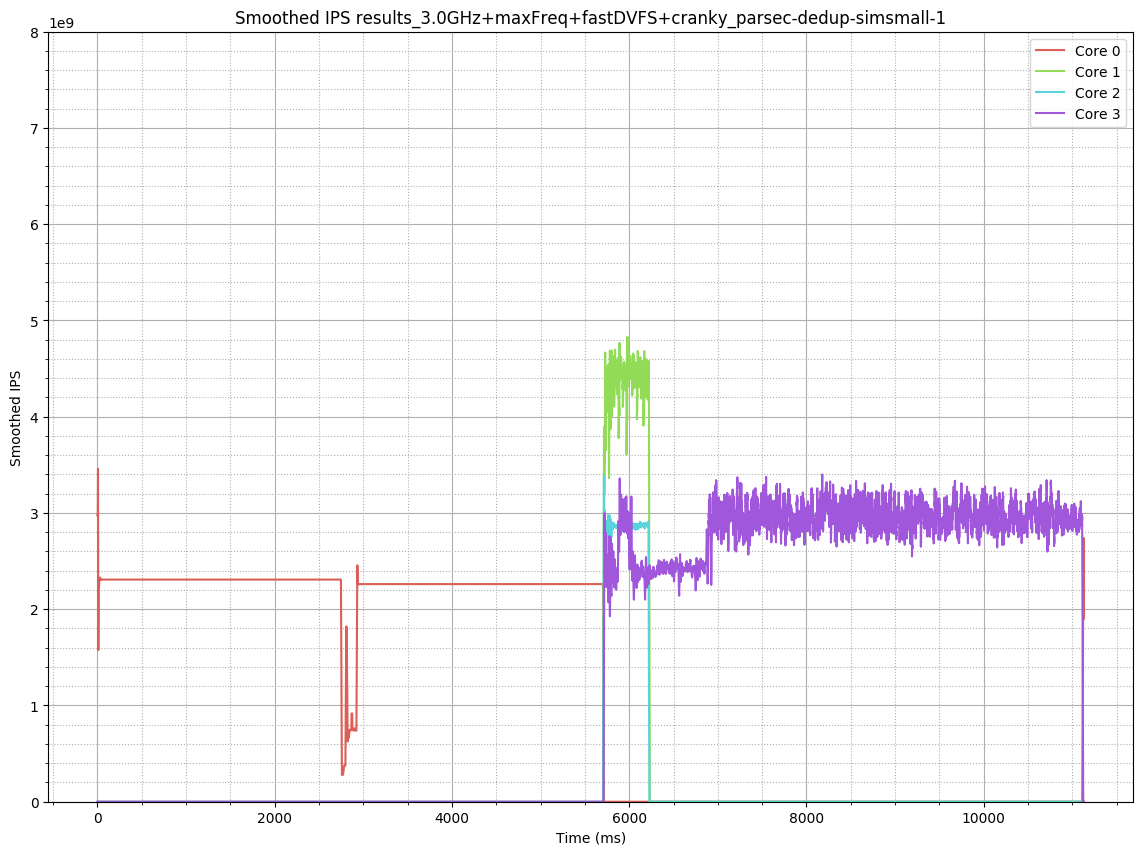 Smoothed IPS results_3.0GHz+maxFreq+fastDVFS+cranky_parsec-dedup-simsmall-1
1e9
8
7
6
5
4
3
2
1
0
Smoothed IPS
Core 0
Core 1
Core 2
Core 3
0 2000 4000 6000 8000 10000
Time (ms)